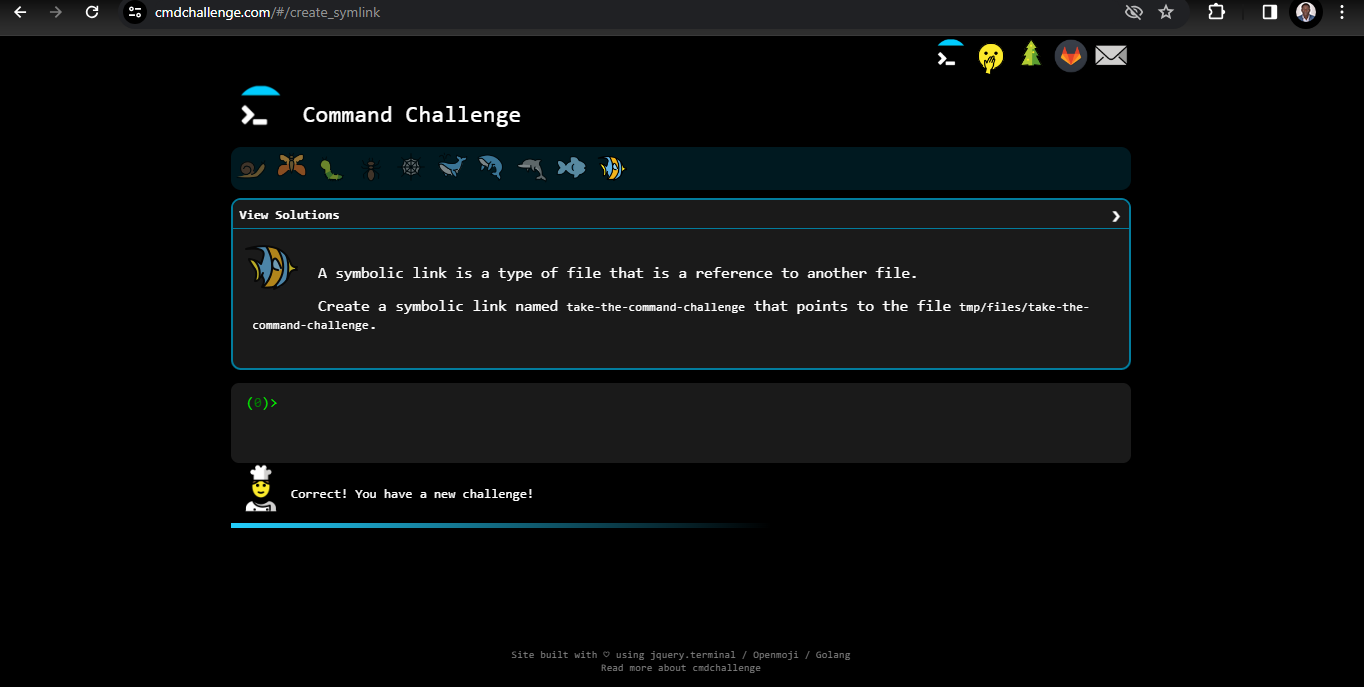 cmdchallenge.com/#/create_symlink
Command Challenge
View Solutions
A symbolic link is a type of file that is a reference to another file.
Create a symbolic link named take-the-command-challenge that points to the file tmp/files/take-the-
command-challenge.
(0)>
Correct! You have a new challenge!
Site built with ♡ using jquery.terminal / Openmoji / Golang
Read more about cmdchallenge